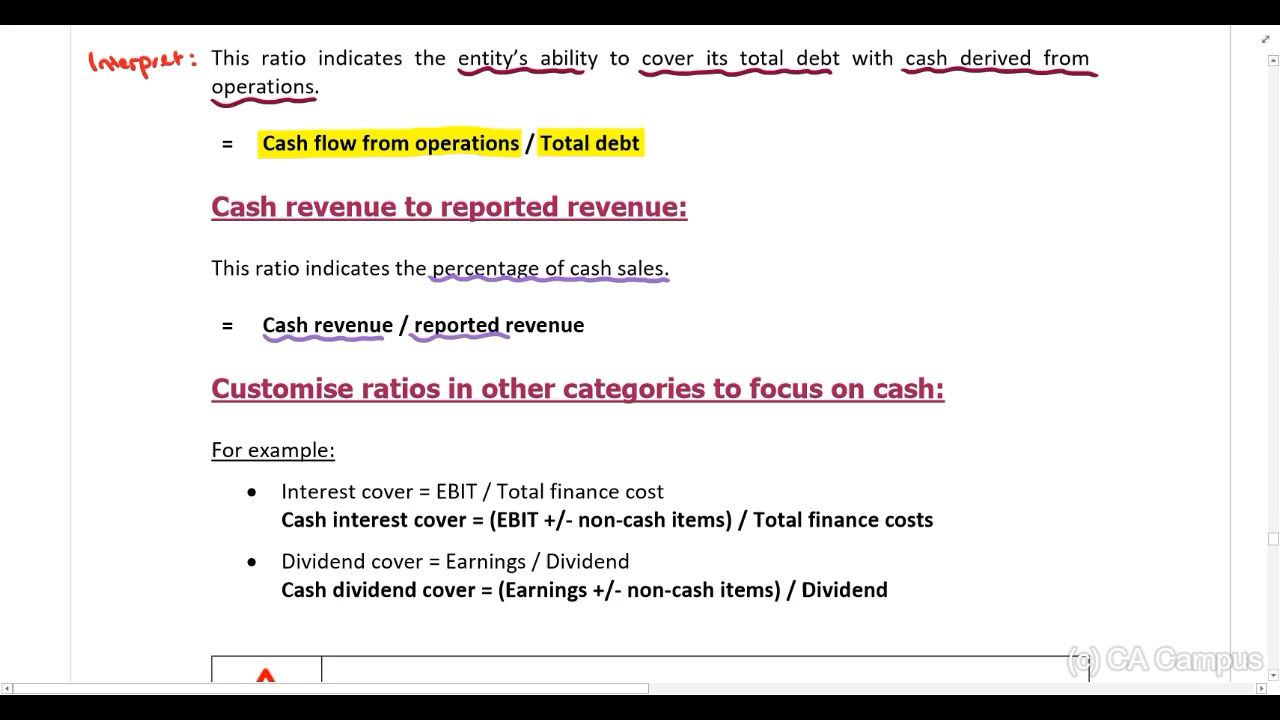 Interpret: This ratio indicates the entity's ability to cover its total debt with cash derived from
operations.
= Cash flow from operations / Total debt
Cash revenue to reported revenue:
This ratio indicates the percentage of cash sales.
= Cash revenue / reported revenue
Customise ratios in other categories to focus on cash:
For example:
• Interest cover = EBIT / Total finance cost
Cash interest cover = (EBIT +/- non-cash items) / Total finance costs
• Dividend cover = Earnings / Dividend
Cash dividend cover = (Earnings +/- non-cash items) / Dividend
(c) CA Campus